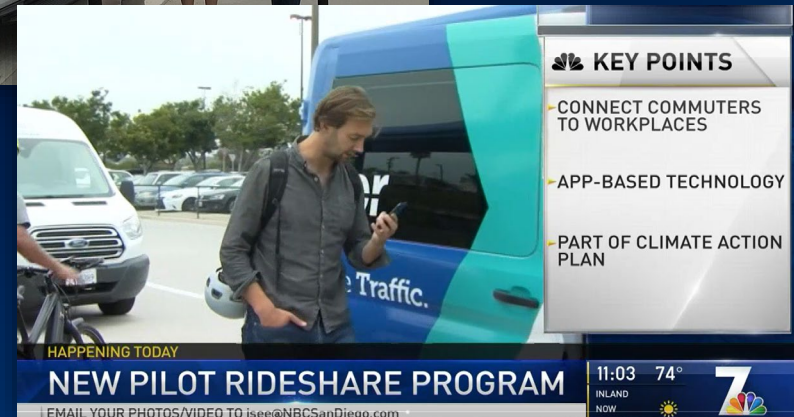 KEY POINTS
CONNECT COMMUTERS
TO WORKPLACES
APP-BASED TECHNOLOGY
PART OF CLIMATE ACTION
PLAN
Traffic.
HAPPENING TODAY
NEW PILOT RIDESHARE PROGRAM
EMAIL YOUR PHOTOS/VIDEO TO isee@NBCSanDiego.com
11:03 74°
INLAND
NOW
7